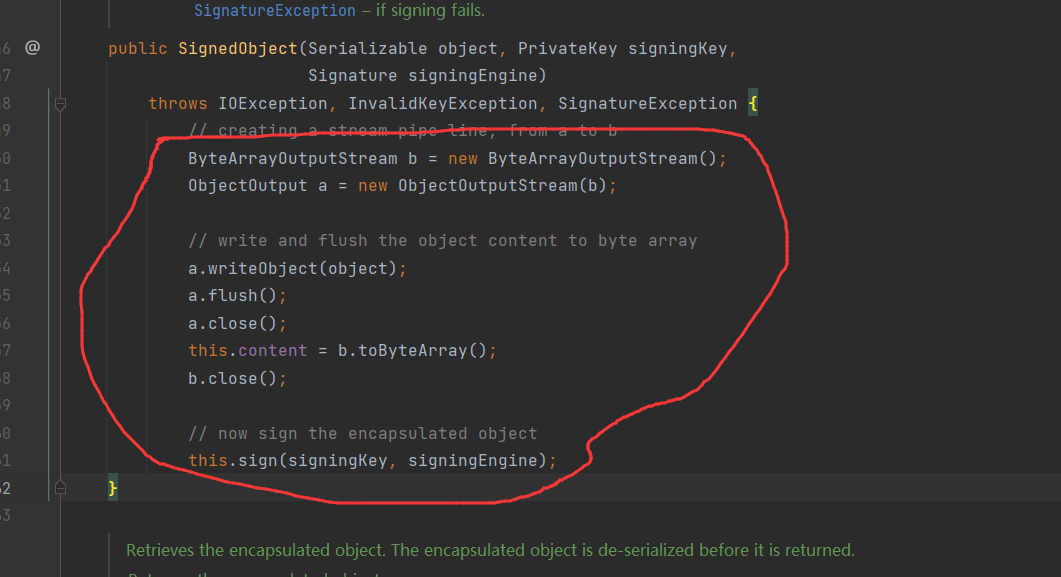 SignatureException – if signing fails.
6 @ public SignedObject(Serializable object, PrivateKey signingKey,
7 Signature signingEngine)
8 throws IOException, InvalidKeyException, SignatureException {
9 // creating a stream pipe line, from a to b
0 ByteArrayOutputStream b = new ByteArrayOutputStream();
1 ObjectOutput a = new ObjectOutputStream(b);
2
3 // write and flush the object content to byte array
4 a.writeObject(object);
5 a.flush();
6 a.close();
7 this.content = b.toByteArray();
8 b.close();
9
0 // now sign the encapsulated object
1 this.sign(signingKey, signingEngine);
2 }
3
Retrieves the encapsulated object. The encapsulated object is de-serialized before it is returned.